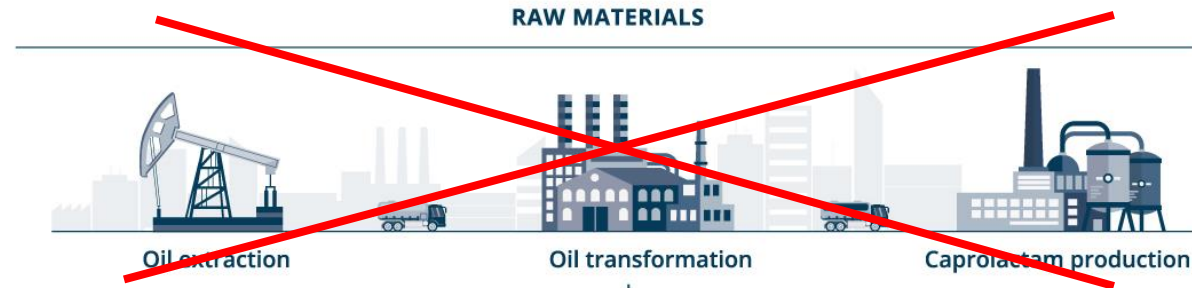 RAW MATERIALS
Oil extraction
Oil transformation
Caprolactam production